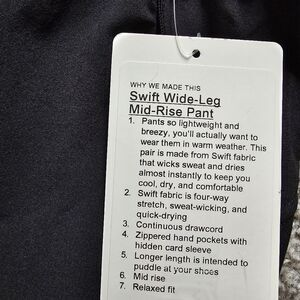 WHY WE MADE THIS
Swift Wide-Leg
Mid-Rise Pant
1. Pants so lightweight and
breezy, you'll actually want to
wear them in warm weather. This
pair is made from Swift fabric
that wicks sweat and dries
almost instantly to keep you
cool, dry, and comfortable
2. Swift fabric is four-way
stretch, sweat-wicking, and
quick-drying
3. Continuous drawcord
4. Zippered hand pockets with
hidden card sleeve
5. Longer length is intended to
puddle at your shoes
6. Mid rise
7. Relaxed fit